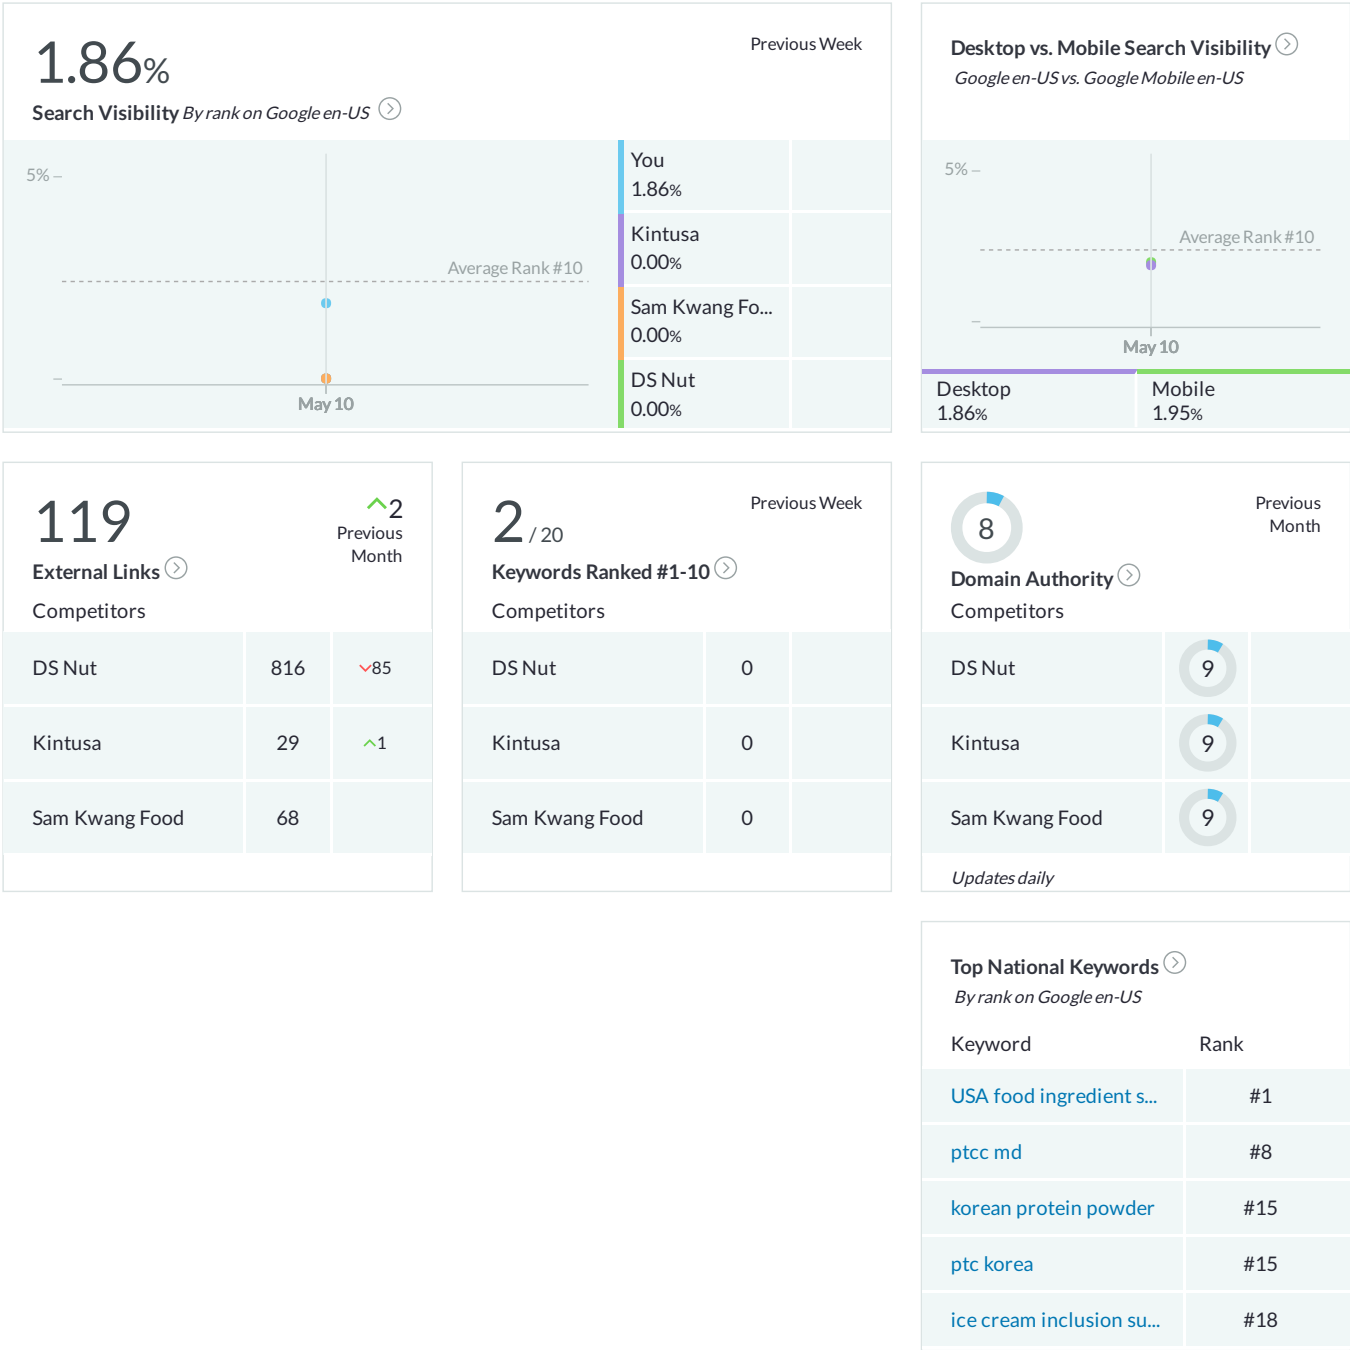 1.86%
Previous Week
Search Visibility By rank on Google en-US
5%
Average Rank #10
May 10
You
1.86%
Kintusa
0.00%
Sam Kwang Fo...
0.00%
DS Nut
0.00%
Desktop vs. Mobile Search Visibility
Google en-US vs. Google Mobile en-US
5%
Average Rank #10
May 10
Desktop
1.86%
Mobile
1.95%
119
2
Previous
Month
External Links
Competitors
DS Nut 816 85
Kintusa 29 1
Sam Kwang Food 68
2 / 20
Previous Week
Keywords Ranked #1-10
Competitors
DS Nut 0
Kintusa 0
Sam Kwang Food 0
8
Previous
Month
Domain Authority
Competitors
DS Nut 9
Kintusa 9
Sam Kwang Food 9
Updates daily
Top National Keywords
By rank on Google en-US
Keyword Rank
USA food ingredient s... #1
ptcc md #8
korean protein powder #15
ptc korea #15
ice cream inclusion su... #18